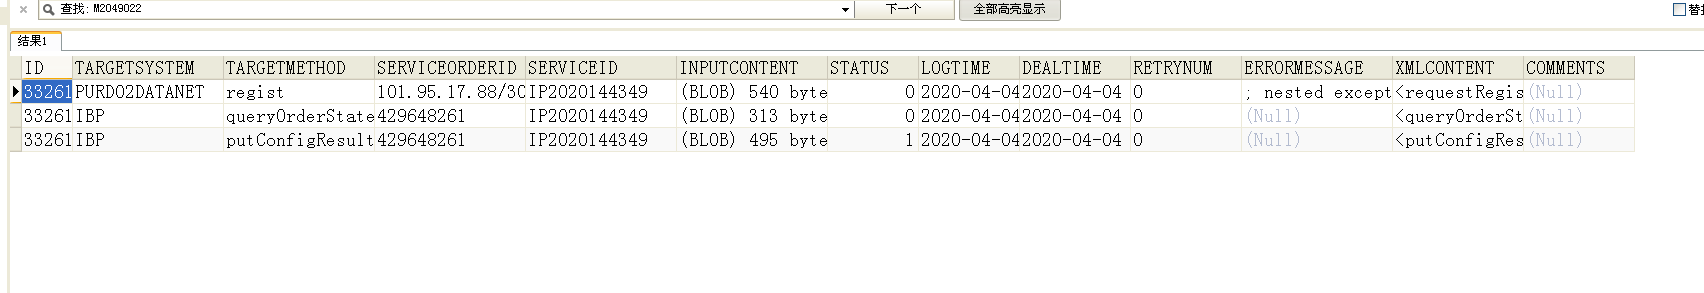 查找: M2049022 下一个 全部高亮显示
结果1
ID TARGETSYSTEM TARGETMETHOD SERVICEORDERID SERVICEID INPUTCONTENT STATUS LOGTIME DEALTIME RETRYNUM ERRORMESSAGE XMLCONTENT COMMENTS
33261 PURDO2DATANET regist 101.95.17.88/30 IP2020144349 (BLOB) 540 byte 0 2020-04-04 2020-04-04 0 ; nested except <requestRegis (Null)
33261 IBP queryOrderState 429648261 IP2020144349 (BLOB) 313 byte 0 2020-04-04 2020-04-04 0 (Null) <queryOrderSt (Null)
33261 IBP putConfigResult 429648261 IP2020144349 (BLOB) 495 byte 1 2020-04-04 2020-04-04 0 (Null) <putConfigRes (Null)